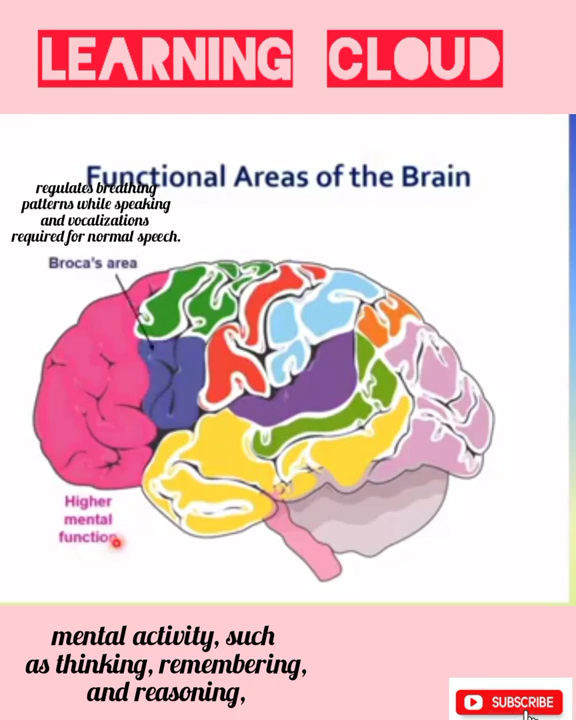 LEARNING CLOUD
Functional Areas of the Brain
regulates breathing
patterns while speaking
and vocalizations
required for normal speech.
Broca's area
Higher
mental
function
mental activity, such
as thinking, remembering,
and reasoning,
SUBSCRIBE